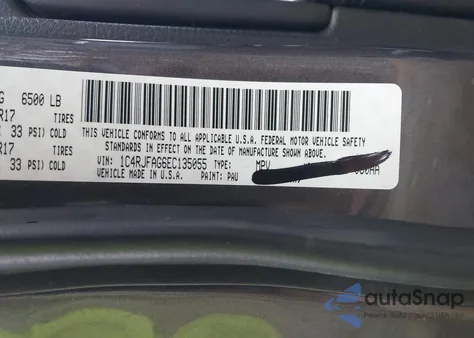 G 6500 LB
R17 TIRES
33 PSI) COLD
R17 TIRES
33 PSI) COLD
THIS VEHICLE CONFORMS TO ALL APPLICABLE U.S.A. FEDERAL MOTOR VEHICLE SAFETY
STANDARDS IN EFFECT ON THE DATE OF MANUFACTURE SHOWN ABOVE.
VIN: 1C4RJFAG6EC135055 TYPE: MPV
VEHICLE MADE IN U.S.A. PAINT: PAU
autoSnap